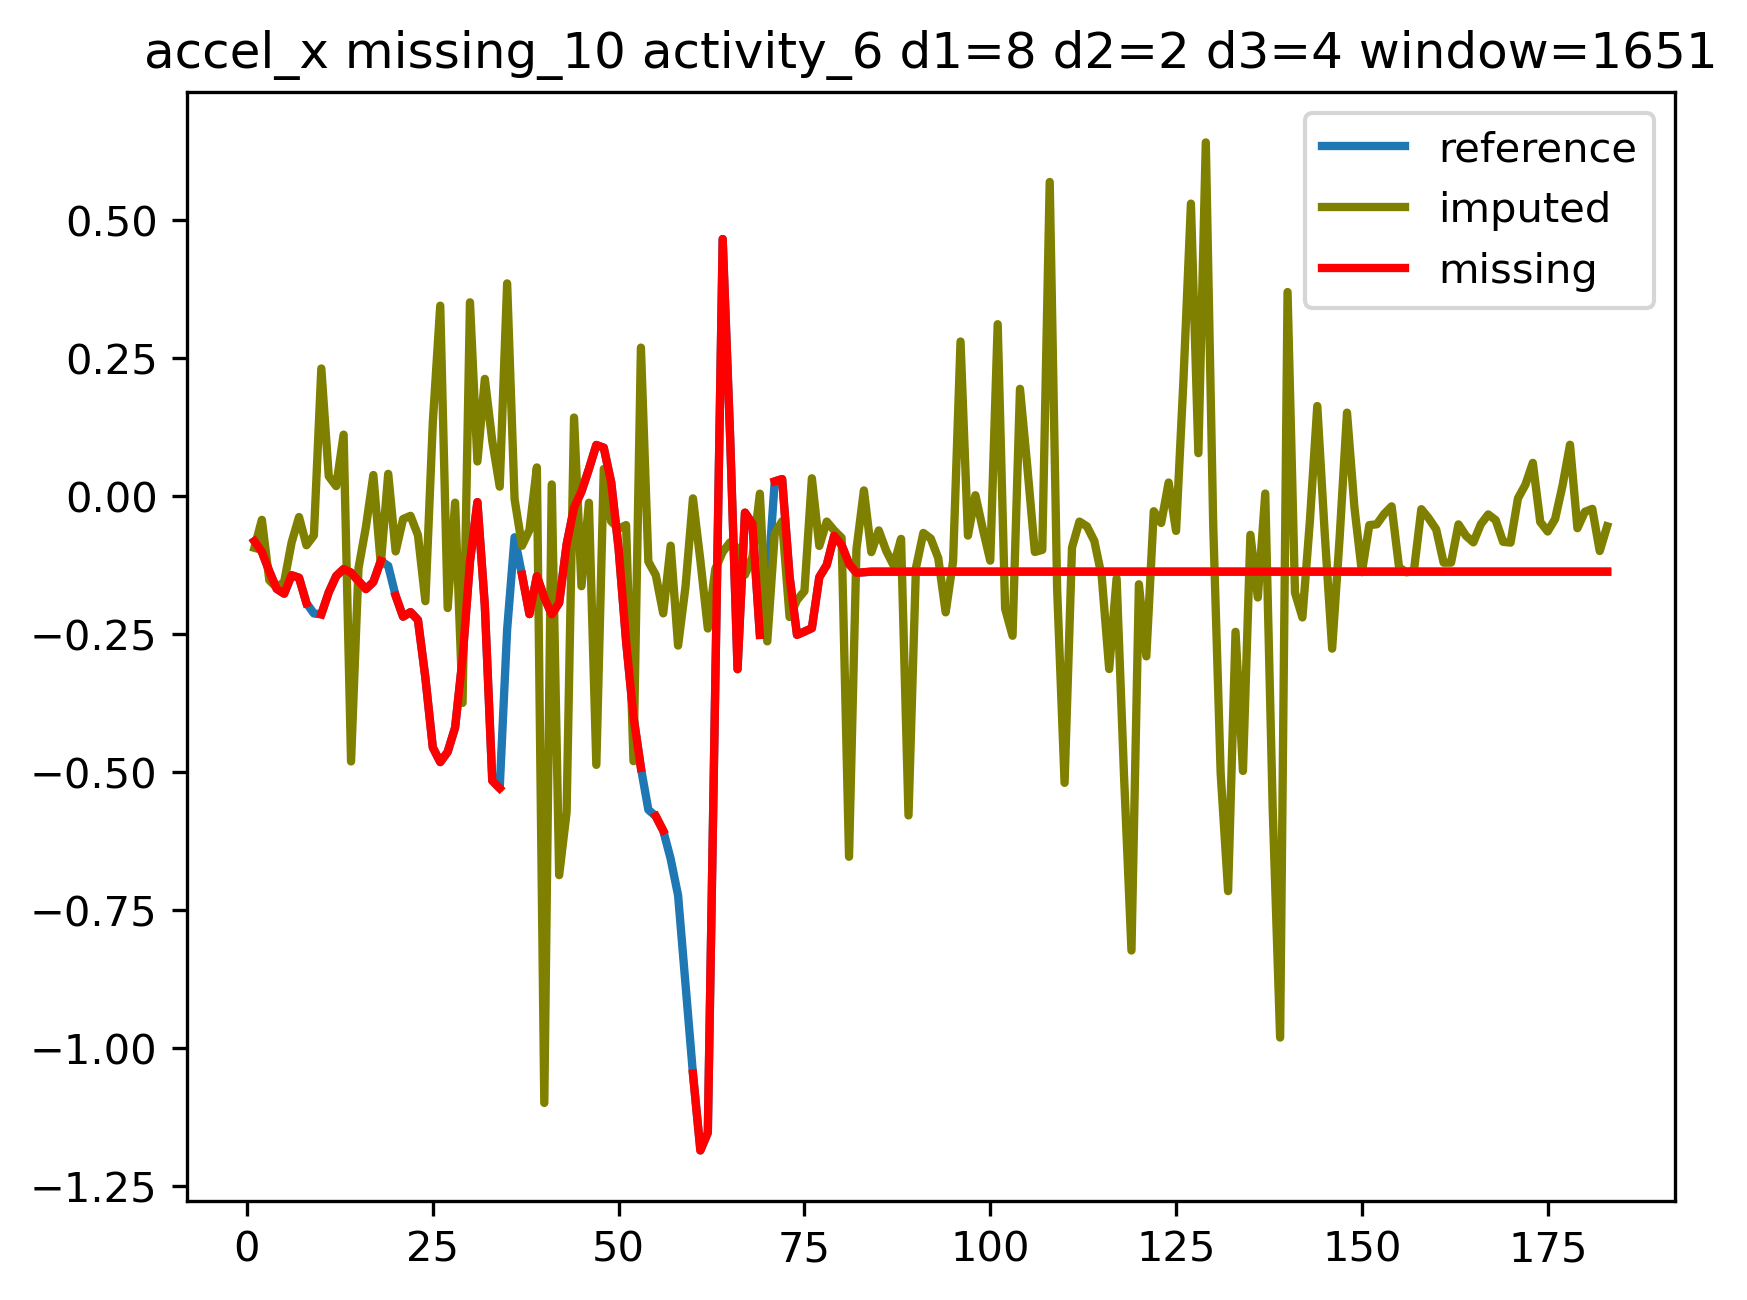 accel_x missing_10 activity_6 d1=8 d2=2 d3=4 window=1651
reference
imputed
missing
0.50
0.25
0.00
−0.25
−0.50
−0.75
−1.00
−1.25
0 25 50 75 100 125 150 175